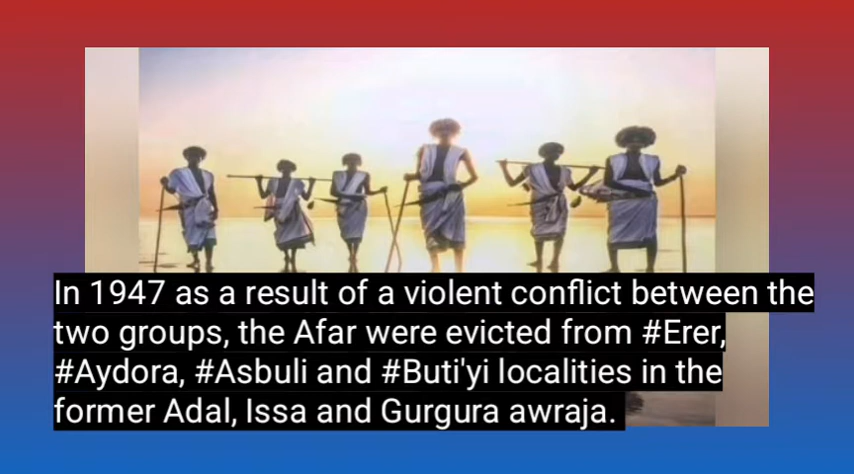 In 1947 as a result of a violent conflict between the
two groups, the Afar were evicted from #Erer,
#Aydora, #Asbuli and #Buti'yi localities in the
former Adal, Issa and Gurgura awraja.